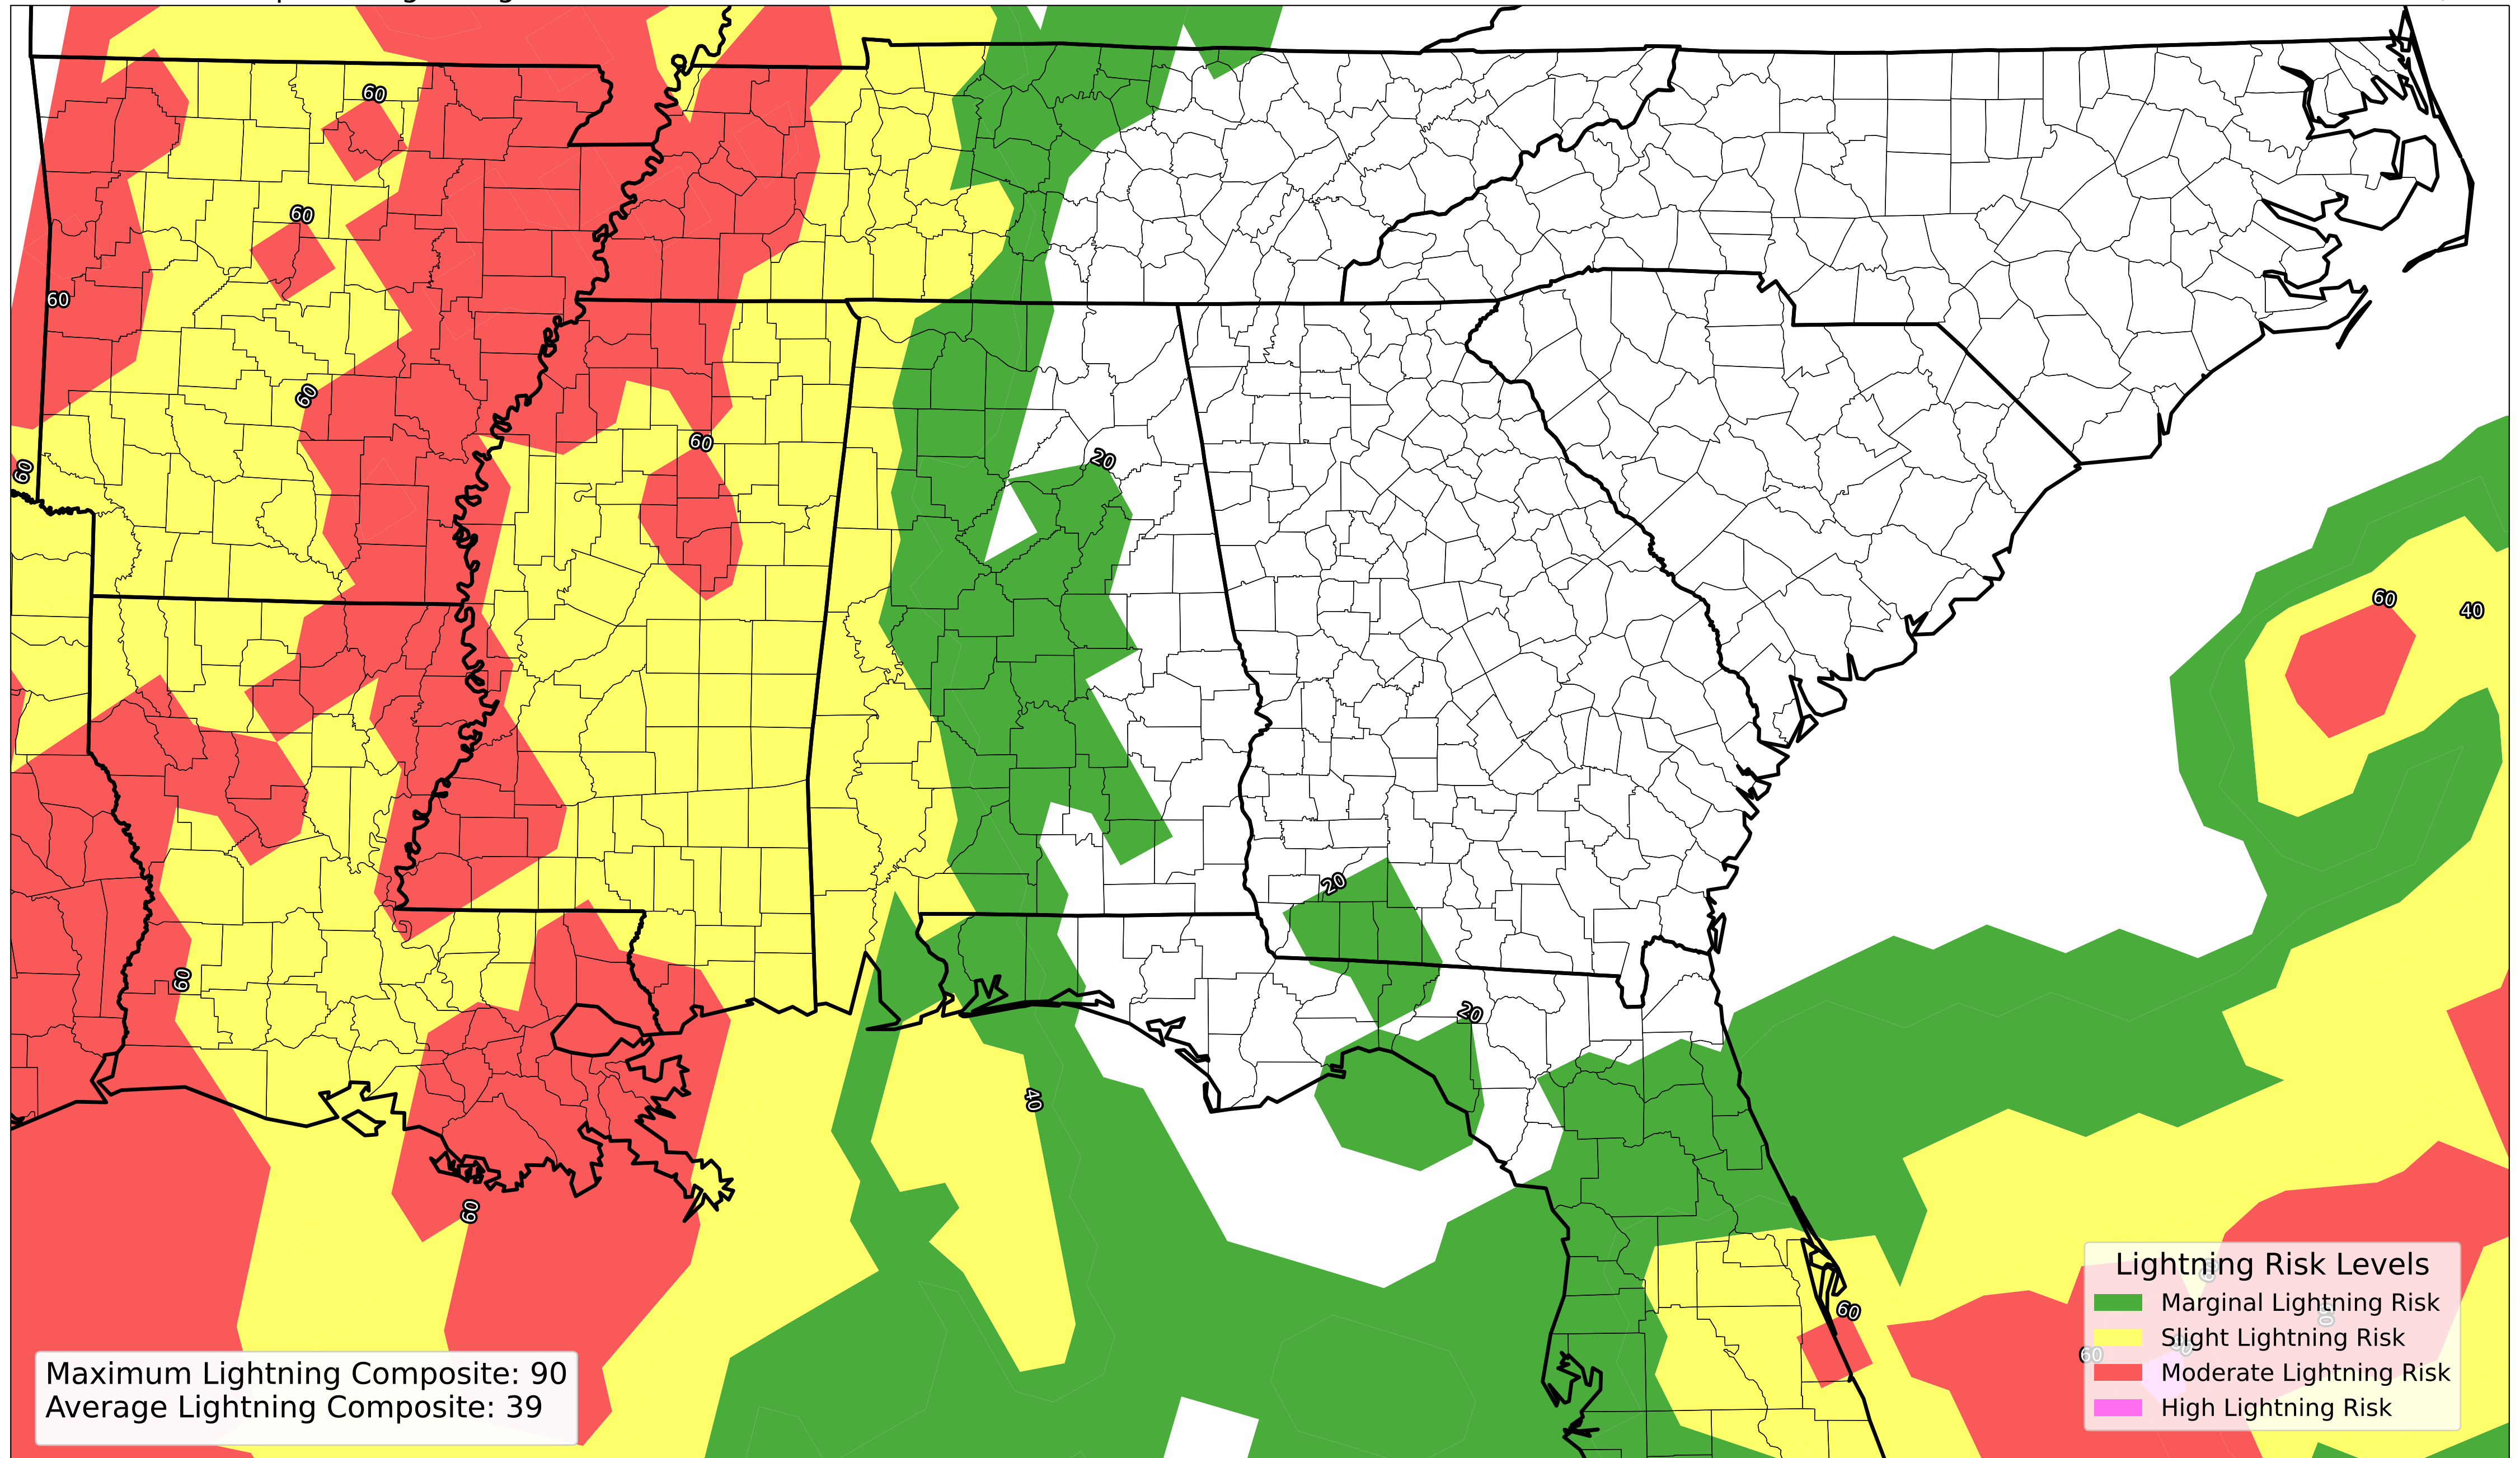 60
60
60
60
60
60
20
60
40
20
60
20
40
60
60
Lightning Risk Levels
Marginal Lightning Risk
Slight Lightning Risk
60
Moderate Lightning Risk
High Lightning Risk
Maximum Lightning Composite: 90
Average Lightning Composite: 39